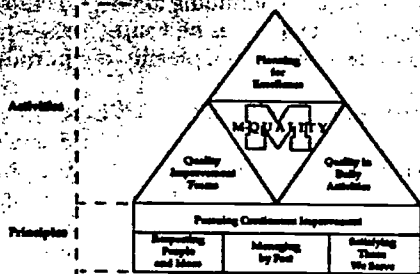 Planning
for
Excellence
Activities
M-QUALITY
Quality
Improvement
Teams
Quality in
Daily
Activities
Principles
Pursuing Continuous Improvement
Respecting
People
and Ideas
Managing
by Fact
Satisfying
Those
We Serve